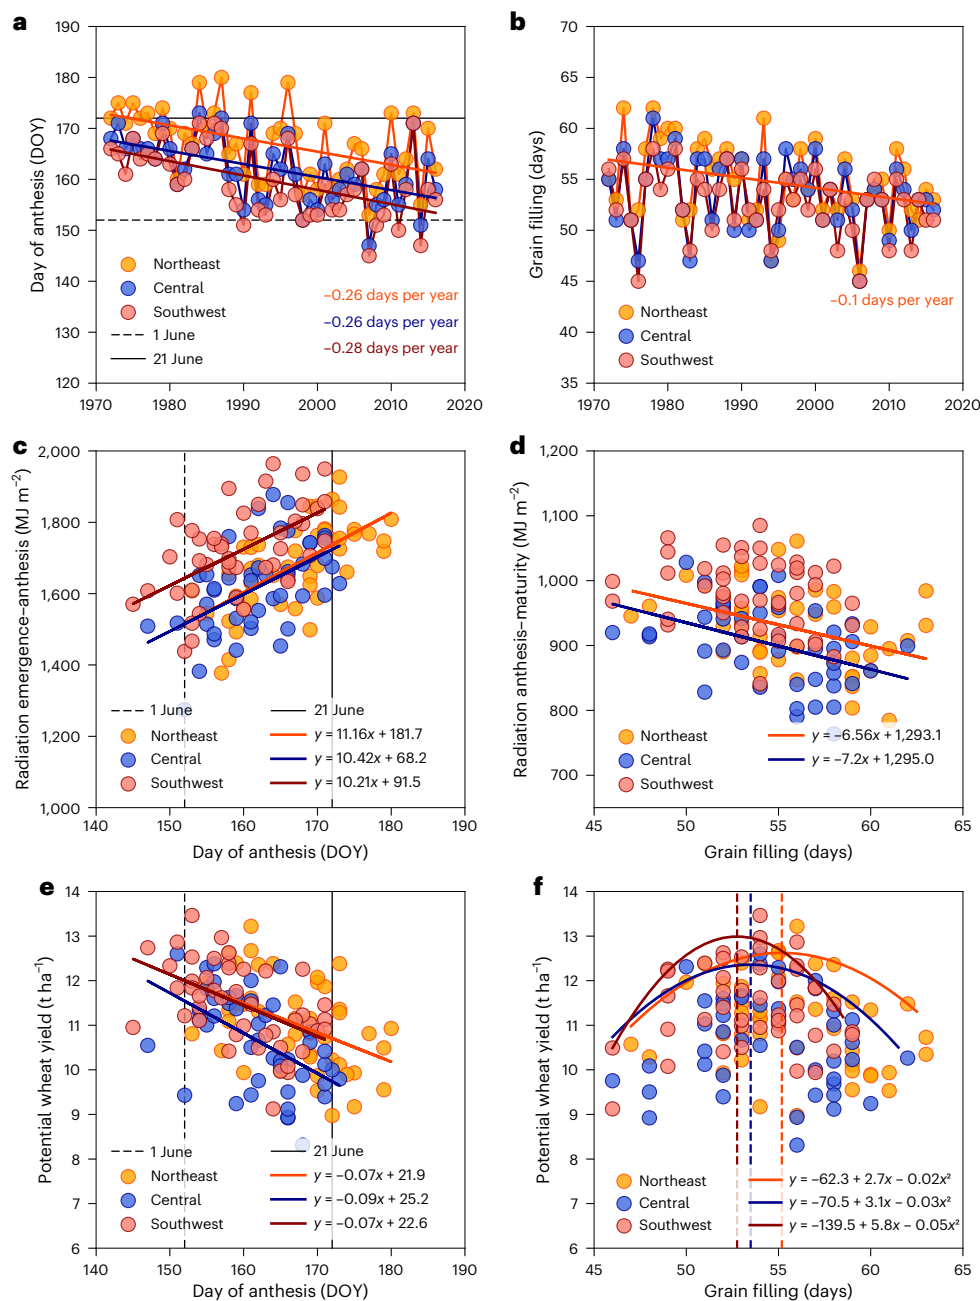 a
190
180
170
160
150
140
130
120
Day of anthesis (DOY)
Northeast
Central
Southwest
1 June
21 June
−0.26 days per year
−0.26 days per year
−0.28 days per year
1970 1980 1990 2000 2010 2020
b
70
65
60
55
50
45
40
35
Grain filling (days)
−0.1 days per year
Northeast
Central
Southwest
1970 1980 1990 2000 2010 2020
c
2,000
1,800
1,600
1,400
1,200
1,000
Radiation emergence–anthesis (MJ m−2)
1 June
Northeast
Central
Southwest
21 June
y = 11.16x + 181.7
y = 10.42x + 68.2
y = 10.21x + 91.5
140 150 160 170 180 190
Day of anthesis (DOY)
d
1,200
1,100
1,000
900
800
700
Radiation anthesis–maturity (MJ m−2)
Northeast
Central
Southwest
y = −6.56x + 1,293.1
y = −7.2x + 1,295.0
45 50 55 60 65
Grain filling (days)
e
14
13
12
11
10
9
8
7
6
Potential wheat yield (t ha−1)
1 June
Northeast
Central
Southwest
21 June
y = −0.07x + 21.9
y = −0.09x + 25.2
y = −0.07x + 22.6
140 150 160 170 180 190
Day of anthesis (DOY)
f
14
13
12
11
10
9
8
7
6
Potential wheat yield (t ha−1)
Northeast
Central
Southwest
y = −62.3 + 2.7x − 0.02x²
y = −70.5 + 3.1x − 0.03x²
y = −139.5 + 5.8x − 0.05x²
45 50 55 60 65
Grain filling (days)